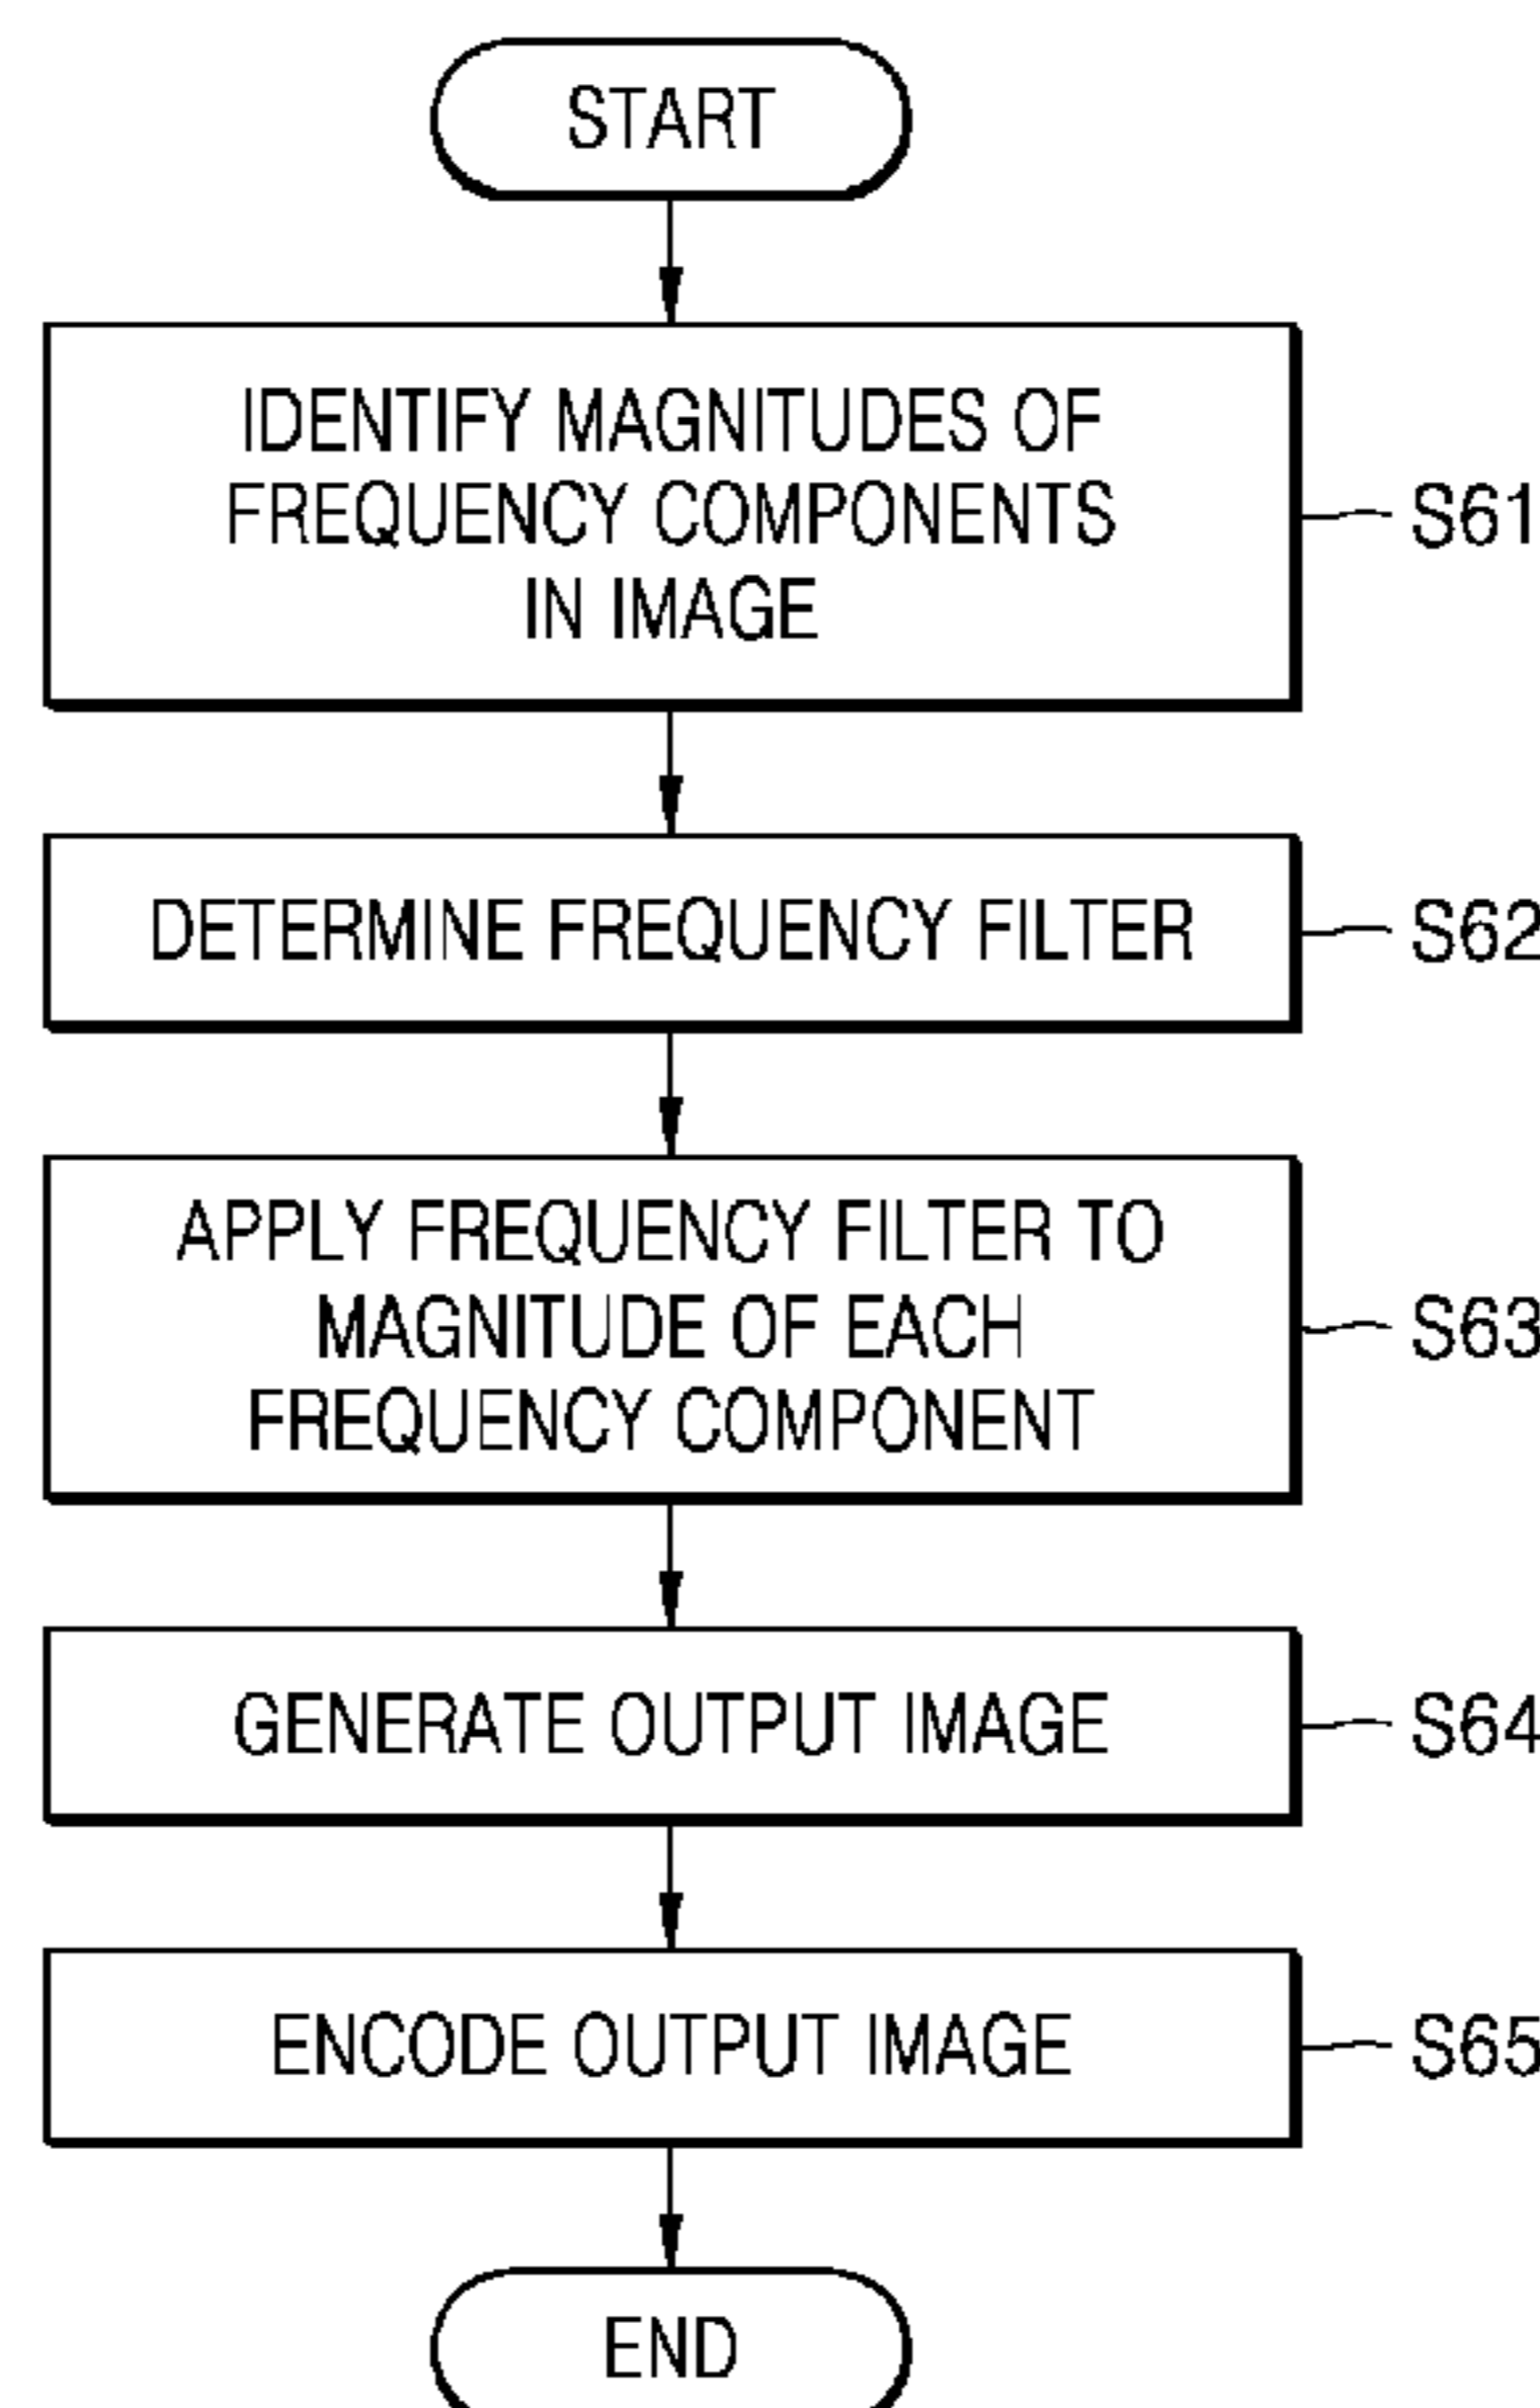 START
IDENTIFY MAGNITUDES OF
FREQUENCY COMPONENTS
IN IMAGE
S61
DETERMINE FREQUENCY FILTER
S62
APPLY FREQUENCY FILTER TO
MAGNITUDE OF EACH
FREQUENCY COMPONENT
S63
GENERATE OUTPUT IMAGE
S64
ENCODE OUTPUT IMAGE
S65
END